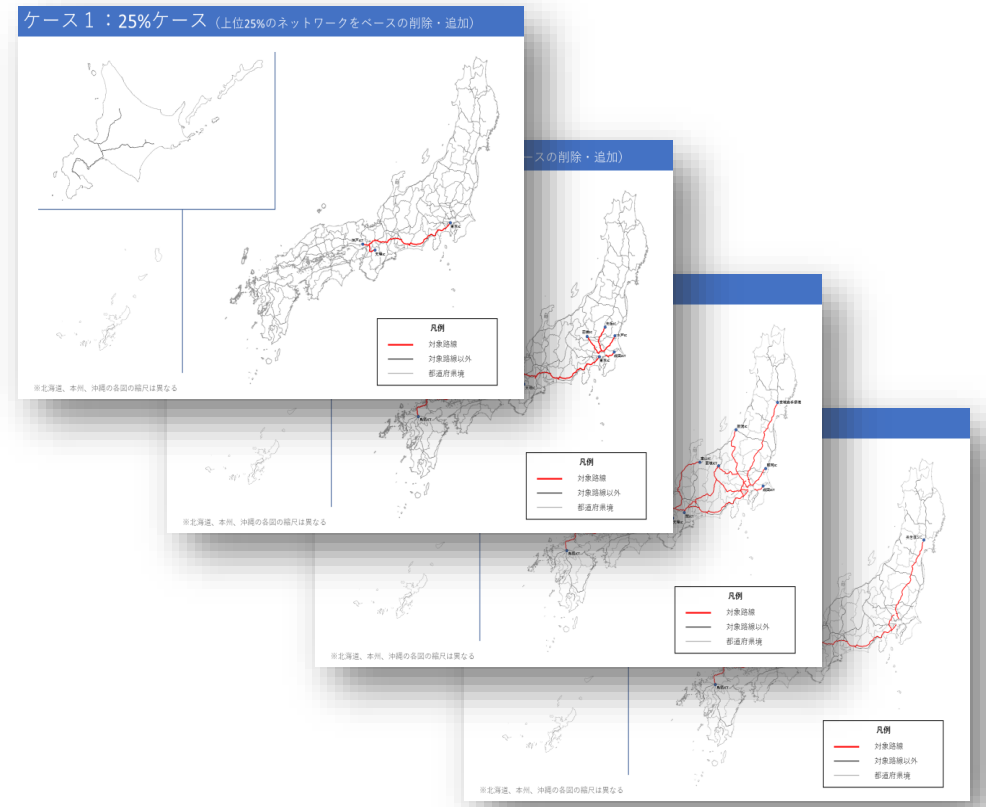 ケース１：25%ケース（上位25%のネットワークをベースの削除・追加）
凡例
対象路線
対象路線以外
都道府県境
※北海道、本州、沖縄の各図の縮尺は異なる
ースの削除・追加）
凡例
対象路線
対象路線以外
都道府県境
※北海道、本州、沖縄の各図の縮尺は異なる
凡例
対象路線
対象路線以外
都道府県境
※北海道、本州、沖縄の各図の縮尺は異なる
凡例
対象路線
対象路線以外
都道府県境
※北海道、本州、沖縄の各図の縮尺は異なる